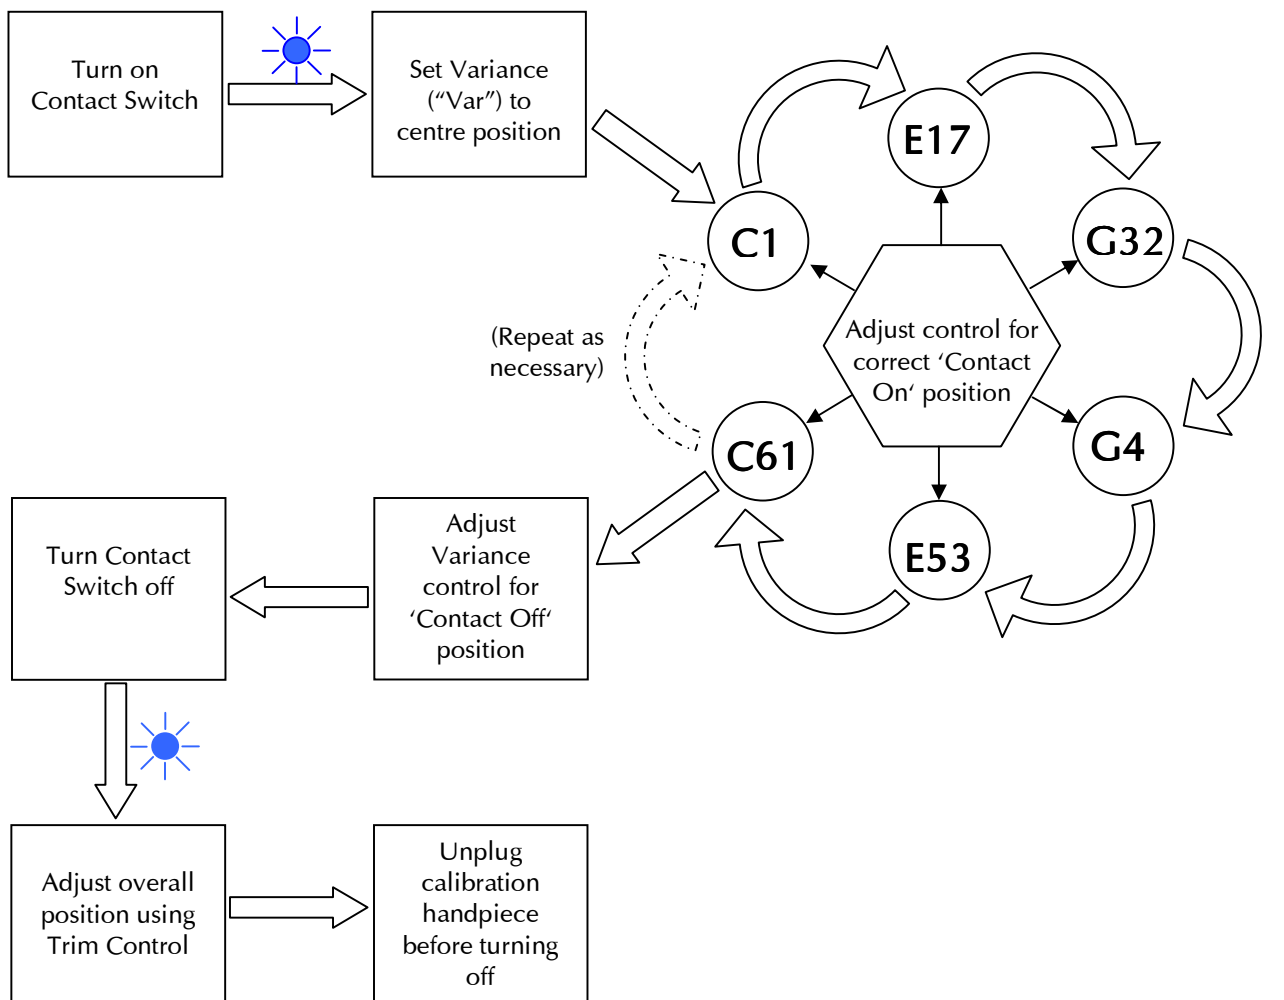 Turn on
Contact Switch
Set Variance
(“Var”) to
centre position
C1
E17
G32
G4
E53
C61
Adjust control for
correct ‘Contact
On‘ position
(Repeat as
necessary)
Adjust
Variance
control for
‘Contact Off‘
position
Turn Contact
Switch off
Adjust overall
position using
Trim Control
Unplug
calibration
handpiece
before turning
off